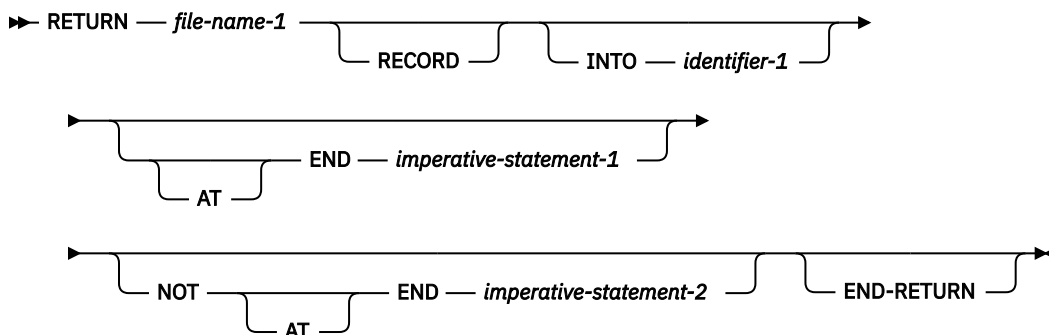 RETURN file-name-1
RECORD INTO identifier-1
END imperative-statement-1
AT
NOT END imperative-statement-2 END-RETURN
AT